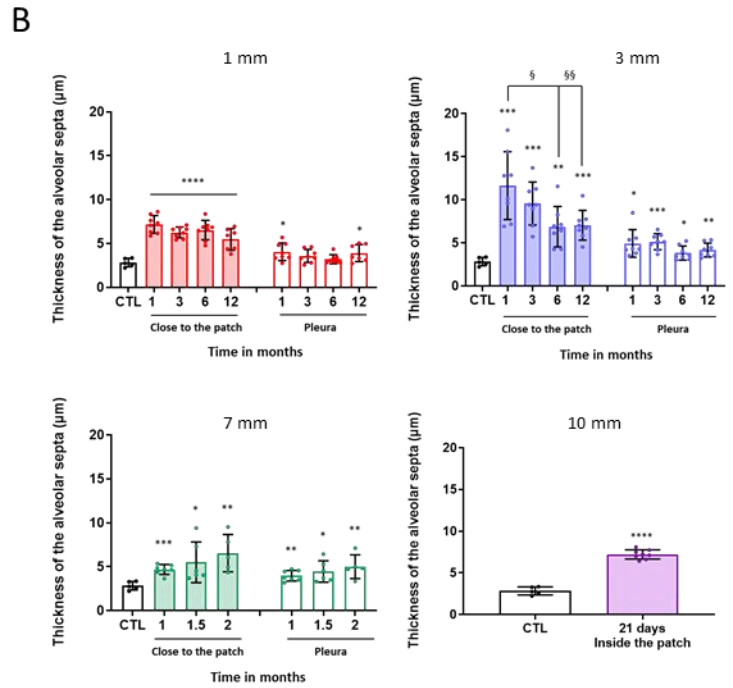 B
1 mm
Thickness of the alveolar septa (µm)
20
15
10
5
0
****
*
*
CTL 1 3 6 12 1 3 6 12
Close to the patch Pleura
Time in months
3 mm
Thickness of the alveolar septa (µm)
20
15
10
5
0
§ §§
***
***
**
***
*
***
*
**
CTL 1 3 6 12 1 3 6 12
Close to the patch Pleura
Time in months
7 mm
Thickness of the alveolar septa (µm)
20
15
10
5
0
***
*
**
**
*
**
CTL 1 1.5 2 1 1.5 2
Close to the patch Pleura
Time in months
10 mm
Thickness of the alveolar septa (µm)
20
15
10
5
0
****
CTL 21 days
Inside the patch